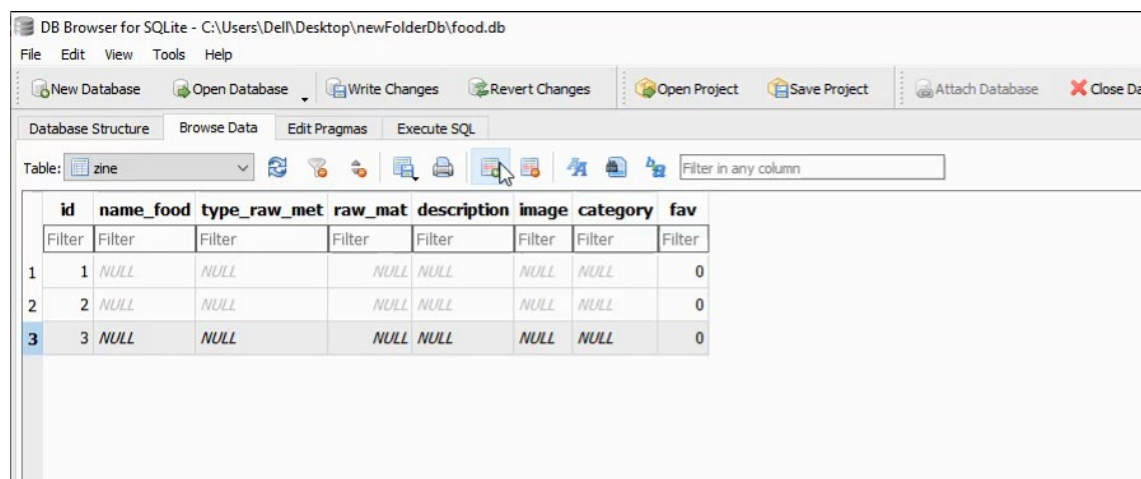 DB Browser for SQLite - C:\Users\Dell\Desktop\newFolderDb\food.db
File Edit View Tools Help
New Database Open Database Write Changes Revert Changes Open Project Save Project Attach Database Close Da
Database Structure Browse Data Edit Pragmas Execute SQL
Table: zine Filter in any column
id name_food type_raw_met raw_mat description image category fav
Filter Filter Filter Filter Filter Filter Filter Filter
1 1 NULL NULL NULL NULL NULL NULL 0
2 2 NULL NULL NULL NULL NULL NULL 0
3 3 NULL NULL NULL NULL NULL NULL 0